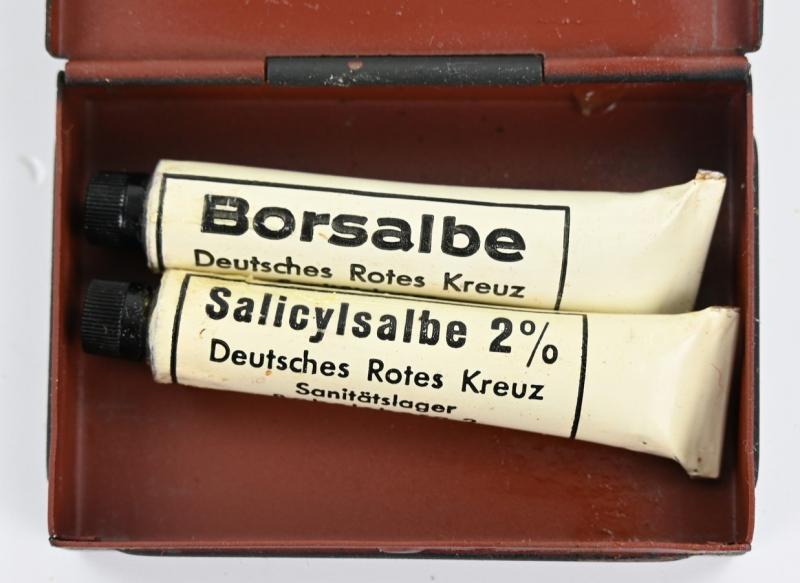 Borsalbe
Deutsches Rotes Kreuz
Salicylsalbe 2%
Deutsches Rotes Kreuz
Sanitätslager